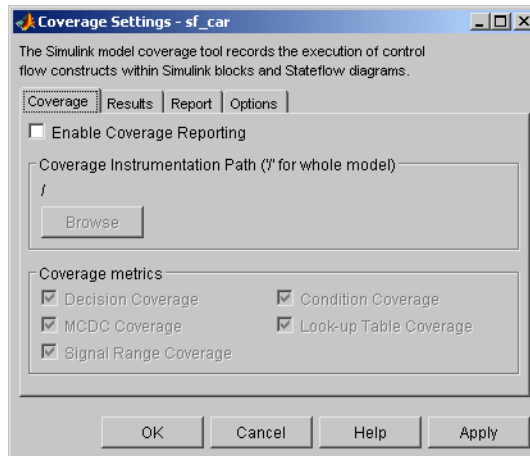 Coverage Settings - sf_car
The Simulink model coverage tool records the execution of control
flow constructs within Simulink blocks and Stateflow diagrams.
Coverage Results Report Options
Enable Coverage Reporting
Coverage Instrumentation Path ('/' for whole model)
/
Browse
Coverage metrics
Decision Coverage Condition Coverage
MCDC Coverage Look-up Table Coverage
Signal Range Coverage
OK Cancel Help Apply